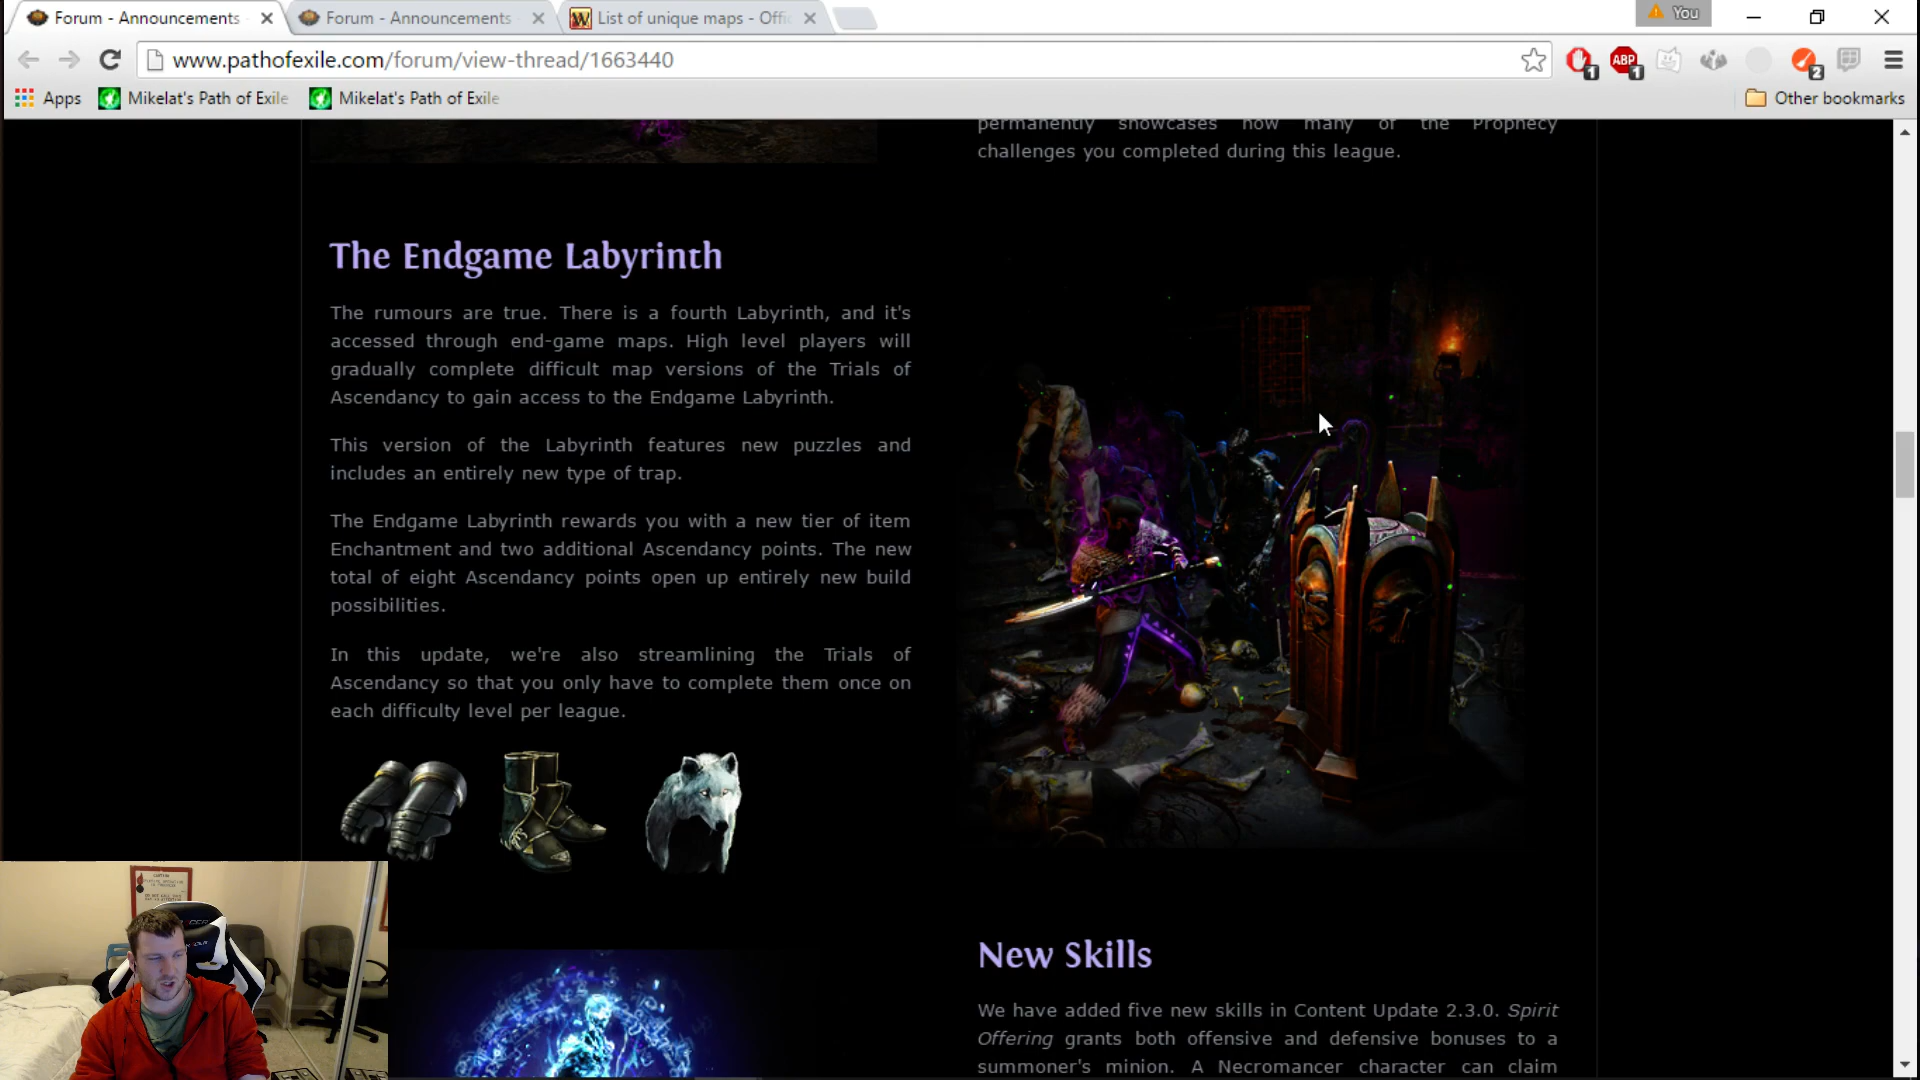 Forum - Announcements
Forum - Announcements
List of unique maps - Offi
You
www.pathofexile.com/forum/view-thread/1663440
1
ABP
1
2
Apps
Mikelat's Path of Exile
Mikelat's Path of Exile
Other bookmarks
permanently showcases how many of the Prophecy
challenges you completed during this league.
The Endgame Labyrinth
The rumours are true. There is a fourth Labyrinth, and it's
accessed through end-game maps. High level players will
gradually complete difficult map versions of the Trials of
Ascendancy to gain access to the Endgame Labyrinth.
This version of the Labyrinth features new puzzles and
includes an entirely new type of trap.
The Endgame Labyrinth rewards you with a new tier of item
Enchantment and two additional Ascendancy points. The new
total of eight Ascendancy points open up entirely new build
possibilities.
In this update, we're also streamlining the Trials of
Ascendancy so that you only have to complete them once on
each difficulty level per league.
New Skills
We have added five new skills in Content Update 2.3.0. Spirit
Offering grants both offensive and defensive bonuses to a
summoner's minion. A Necromancer character can claim